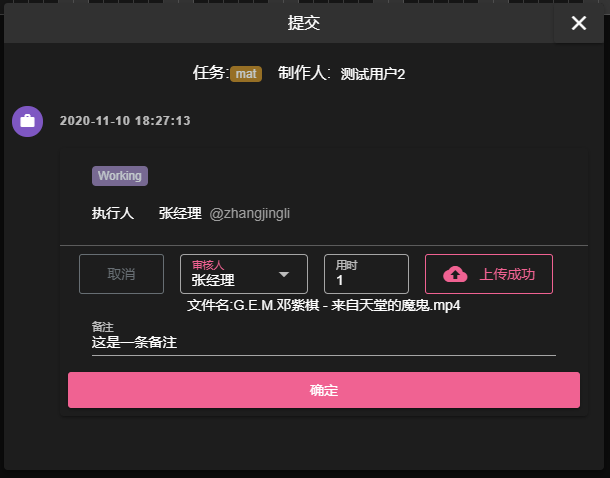 提交
任务:mat 制作人: 测试用户2
2020-11-10 18:27:13
Working
执行人 张经理 @zhangjingli
取消 审核人 张经理 用时 1 上传成功
文件名:G.E.M.邓紫棋 - 来自天堂的魔鬼.mp4
备注
这是一条备注
确定